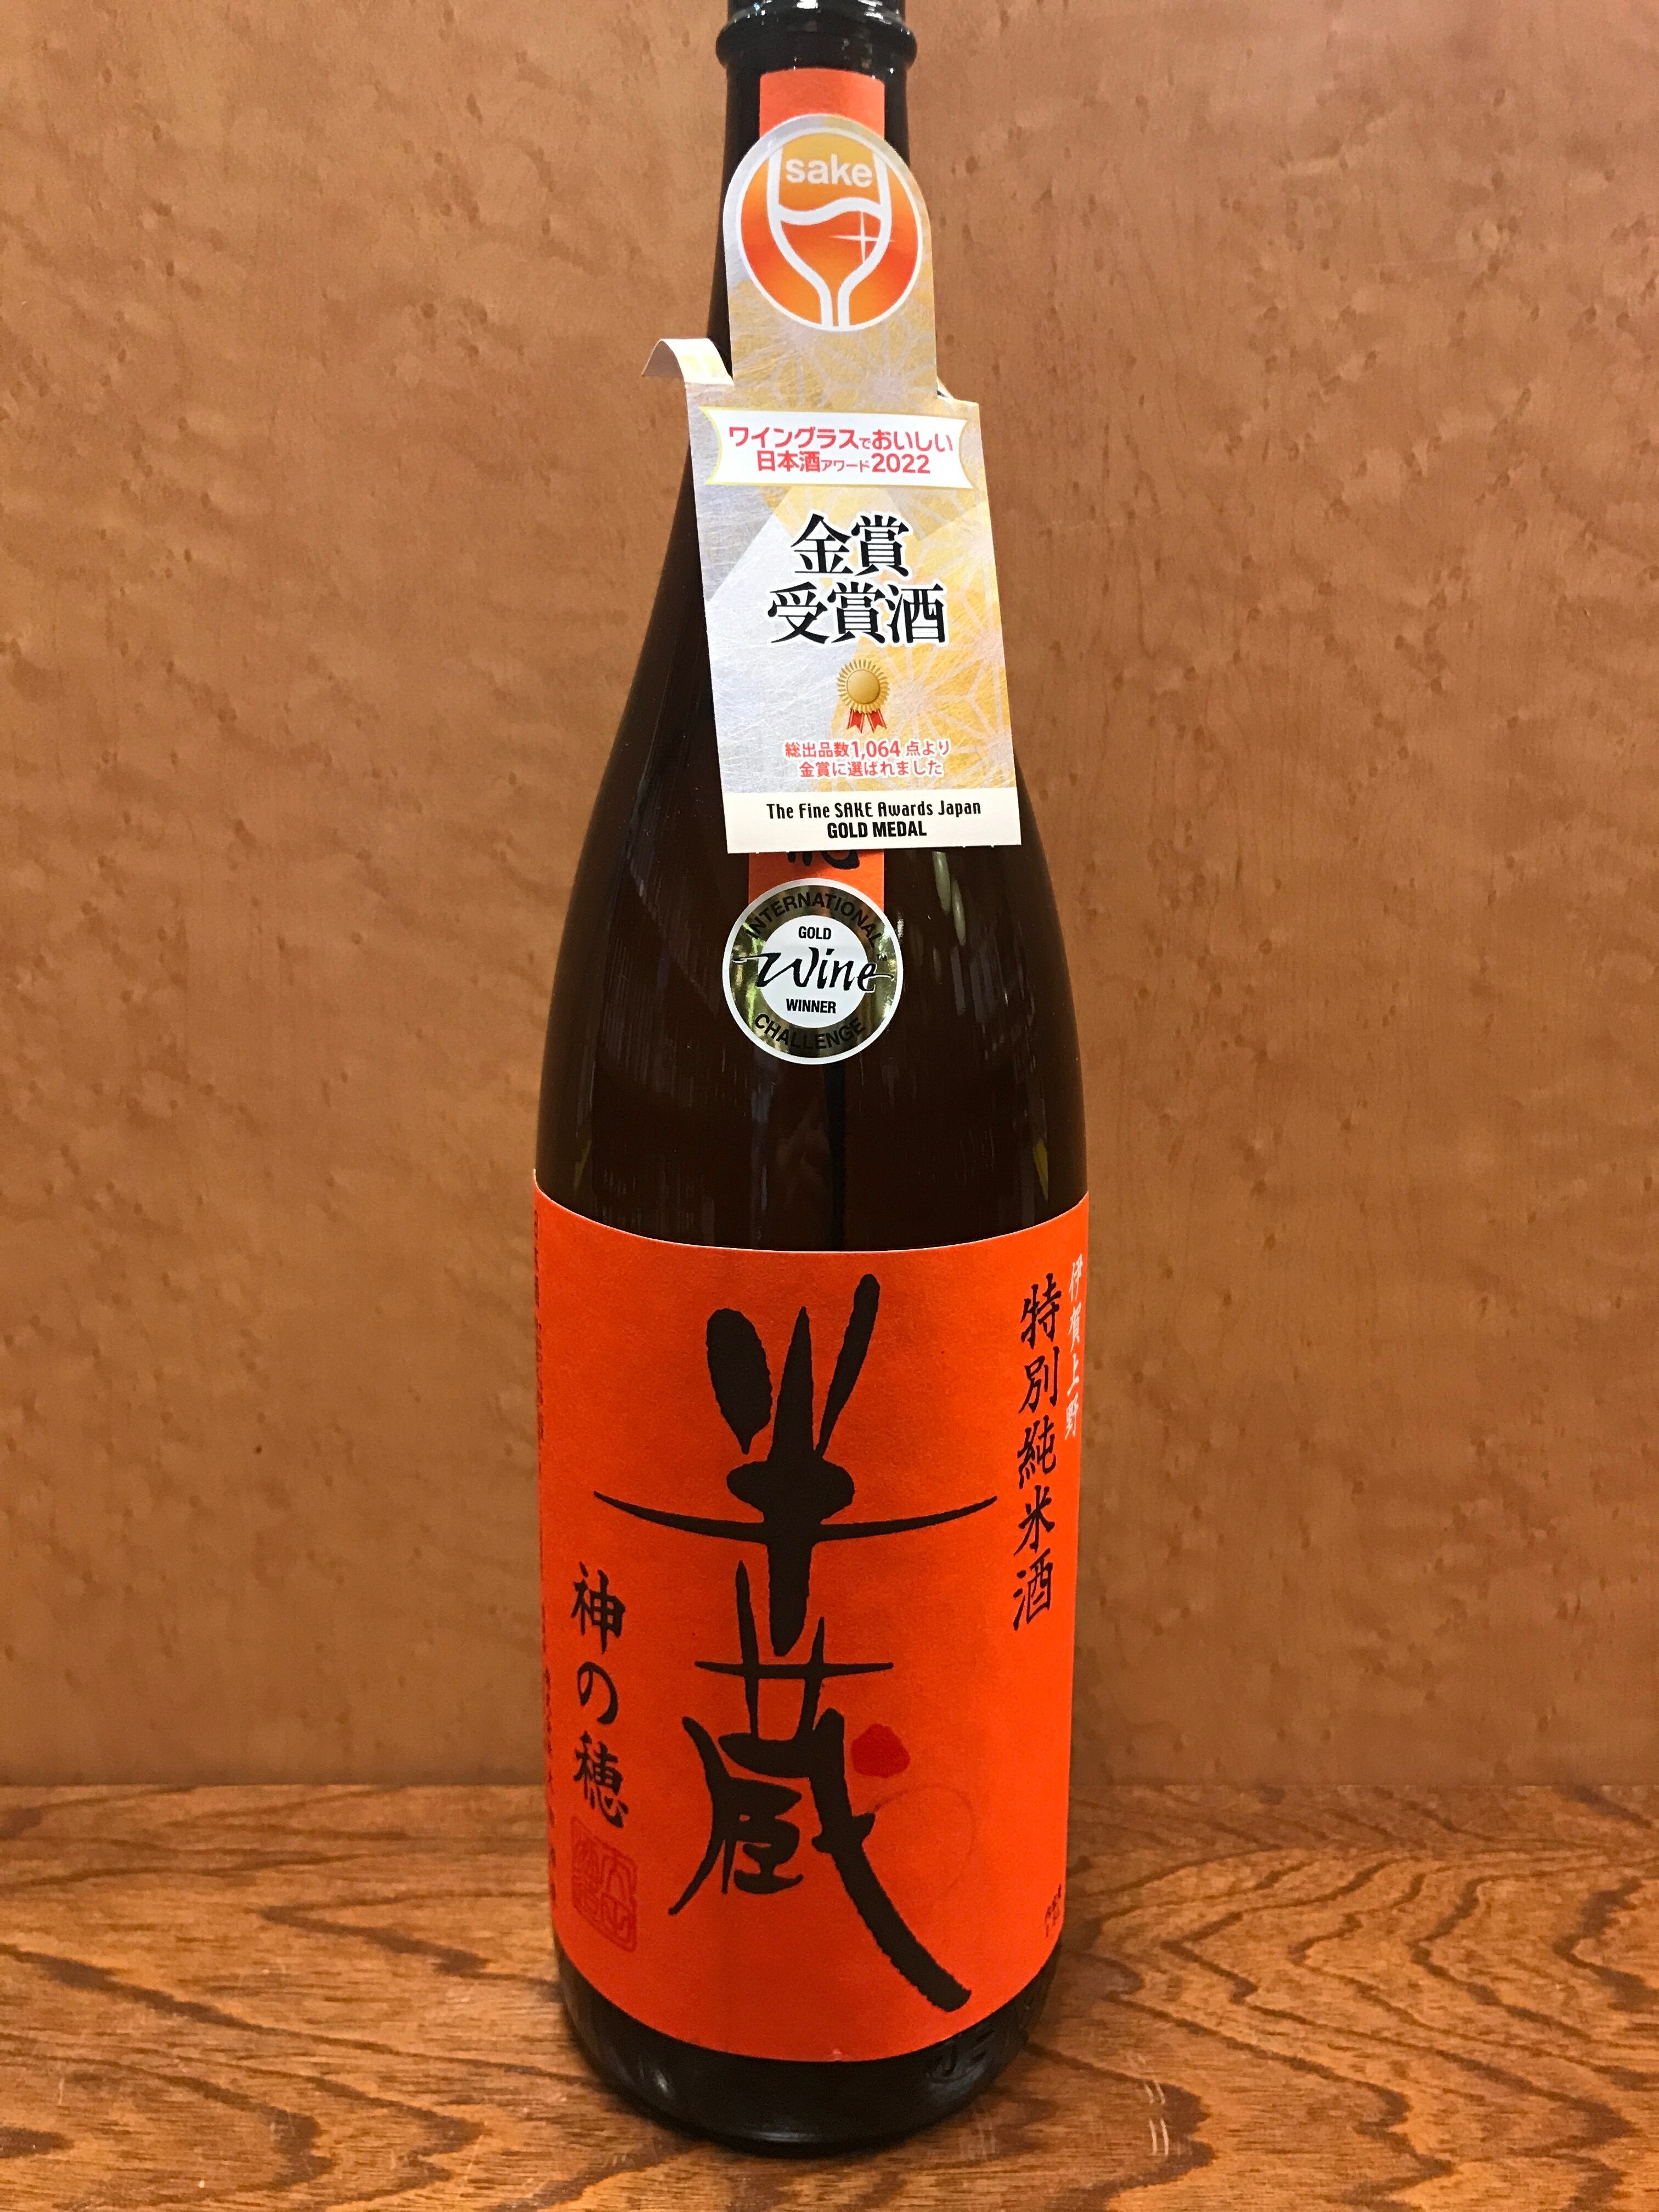 sake
ワイングラスでおいしい
日本酒アワード2022
金賞
受賞酒
総出品数1,064点より
金賞に選ばれました
The Fine SAKE Awards Japan
GOLD MEDAL
INTERNATIONAL
GOLD
Wine
WINNER
CHALLENGE
伊賀上野
特別純米酒
半蔵
神の穂